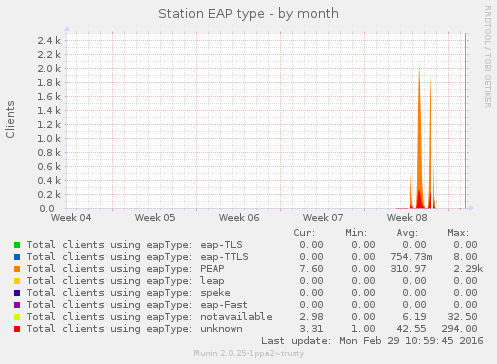 Station EAP type - by month
RRDTOOL / TOBI OETIKER
Clients
2.4 k
2.2 k
2.0 k
1.8 k
1.6 k
1.4 k
1.2 k
1.0 k
0.8 k
0.6 k
0.4 k
0.2 k
0.0
Week 04 Week 05 Week 06 Week 07 Week 08
Cur: Min: Avg: Max:
Total clients using eapType: eap-TLS 0.00 0.00 0.00 0.00
Total clients using eapType: eap-TTLS 0.00 0.00 754.73m 8.00
Total clients using eapType: PEAP 7.60 0.00 310.97 2.29k
Total clients using eapType: leap 0.00 0.00 0.00 0.00
Total clients using eapType: speke 0.00 0.00 0.00 0.00
Total clients using eapType: eap-Fast 0.00 0.00 0.00 0.00
Total clients using eapType: notavailable 2.98 0.00 6.19 32.50
Total clients using eapType: unknown 3.31 1.00 42.55 294.00
Last update: Mon Feb 29 10:59:45 2016
Munin 2.0.25-1ppa2~trusty